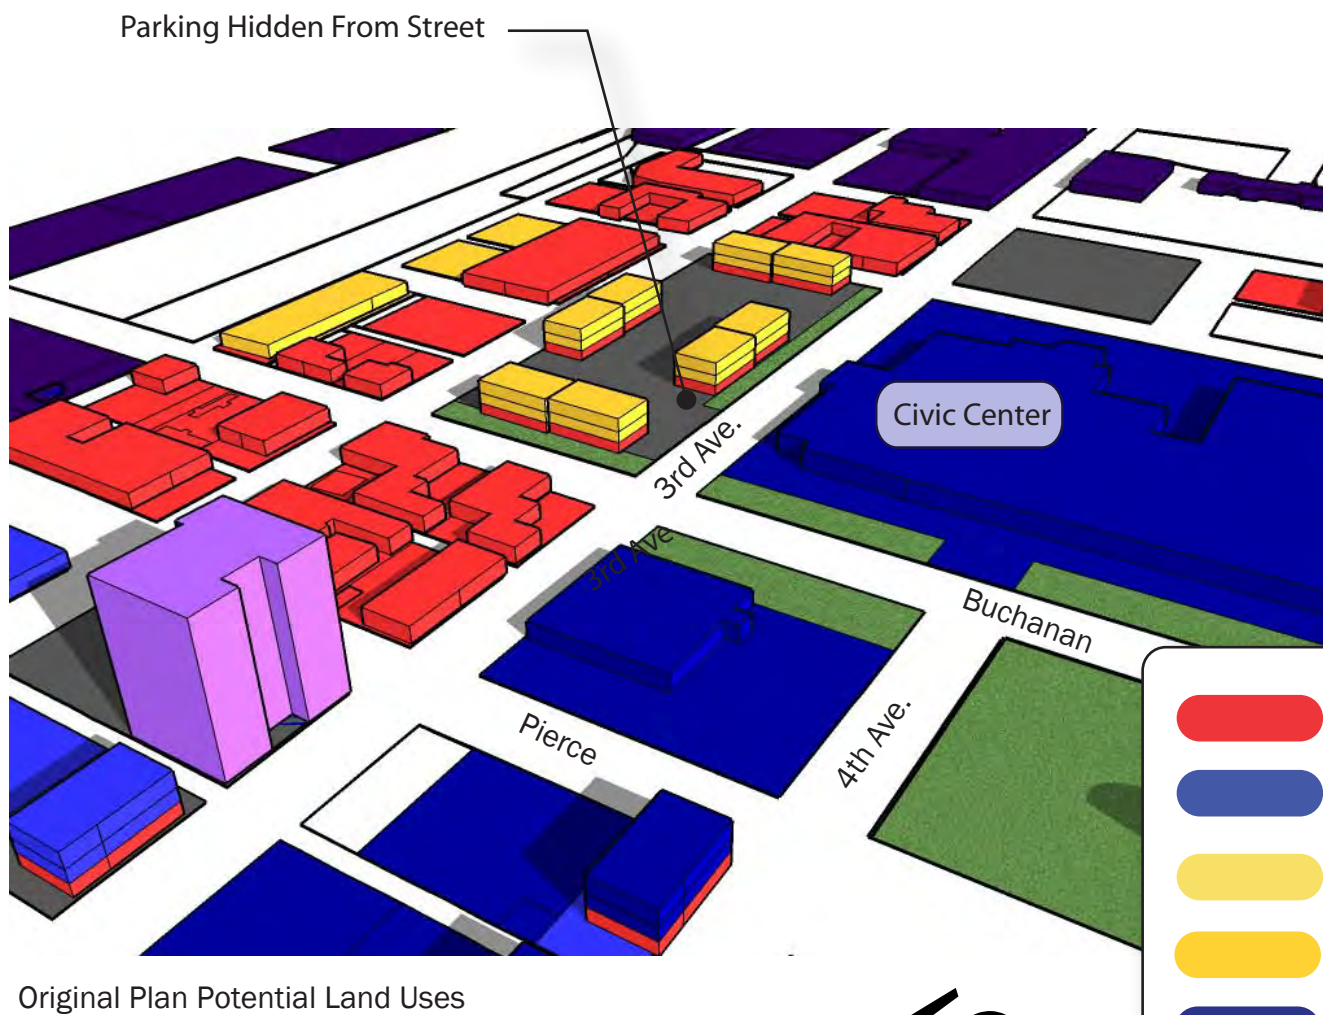 Parking Hidden From Street
Civic Center
3rd Ave.
3rd Ave
Buchanan
Pierce
4th Ave.
Original Plan Potential Land Uses